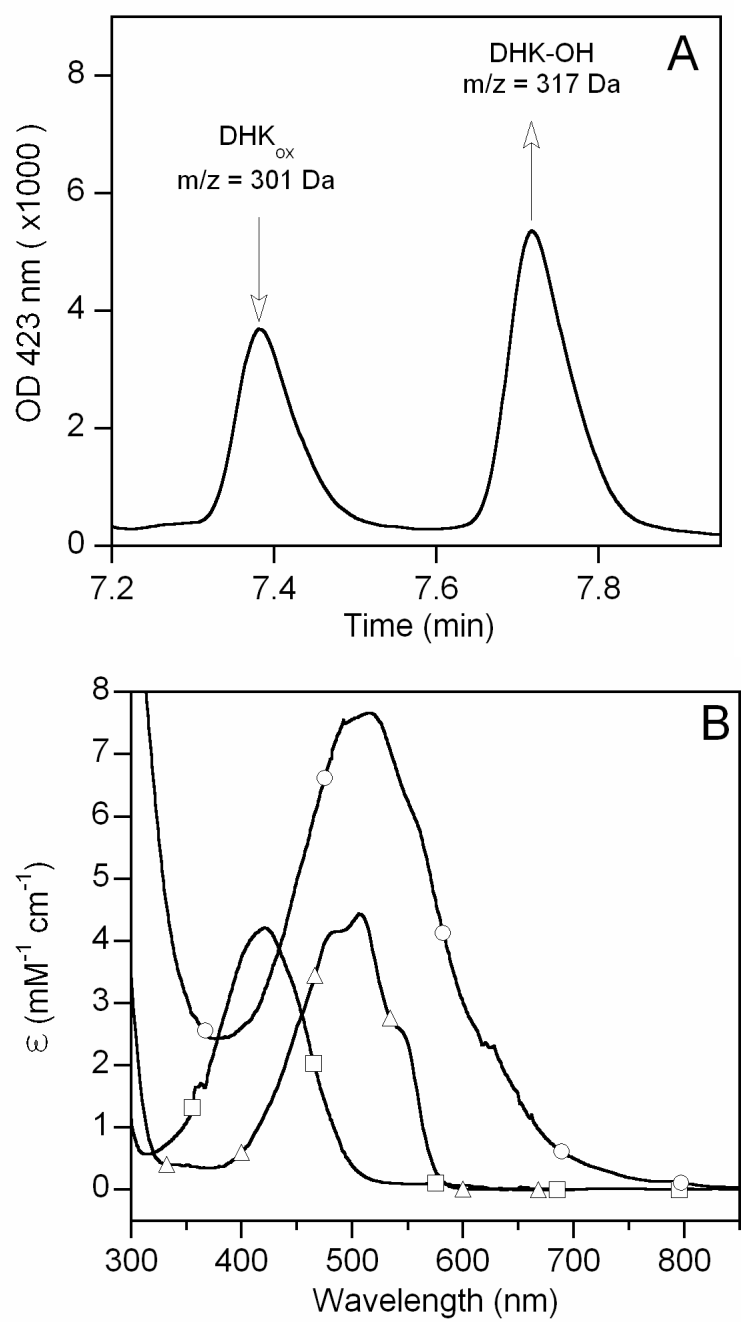 A
DHK-OH
m/z = 317 Da
DHKox
m/z = 301 Da
OD 423 nm ( x1000 )
8
6
4
2
0
7.2 7.4 7.6 7.8
Time (min)
B
ε (mM-1 cm-1)
8
7
6
5
4
3
2
1
0
300 400 500 600 700 800
Wavelength (nm)